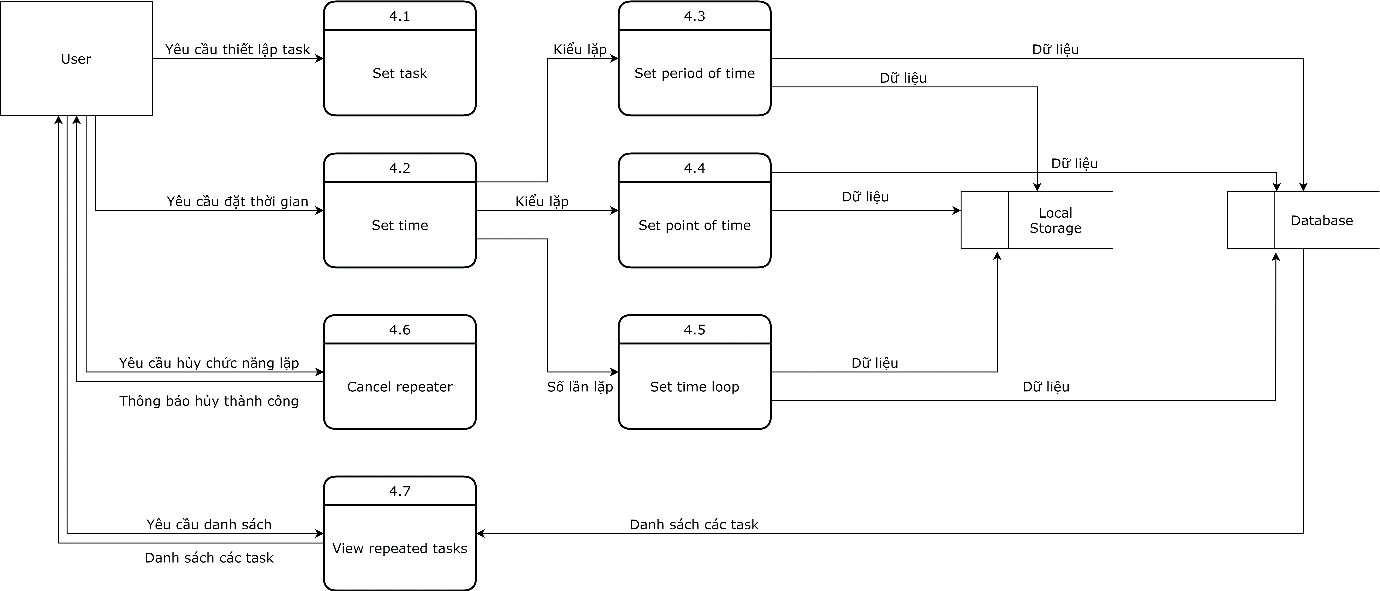 4.1
4.3
User
Yêu cầu thiết lập task
Set task
Kiểu lặp
Set period of time
Dữ liệu
Dữ liệu
4.2
4.4
Dữ liệu
Yêu cầu đặt thời gian
Set time
Kiểu lặp
Set point of time
Dữ liệu
Local
Storage
Database
4.6
4.5
Yêu cầu hủy chức năng lặp
Cancel repeater
Thông báo hủy thành công
Số lần lặp
Set time loop
Dữ liệu
Dữ liệu
4.7
Yêu cầu danh sách
View repeated tasks
Danh sách các task
Danh sách các task